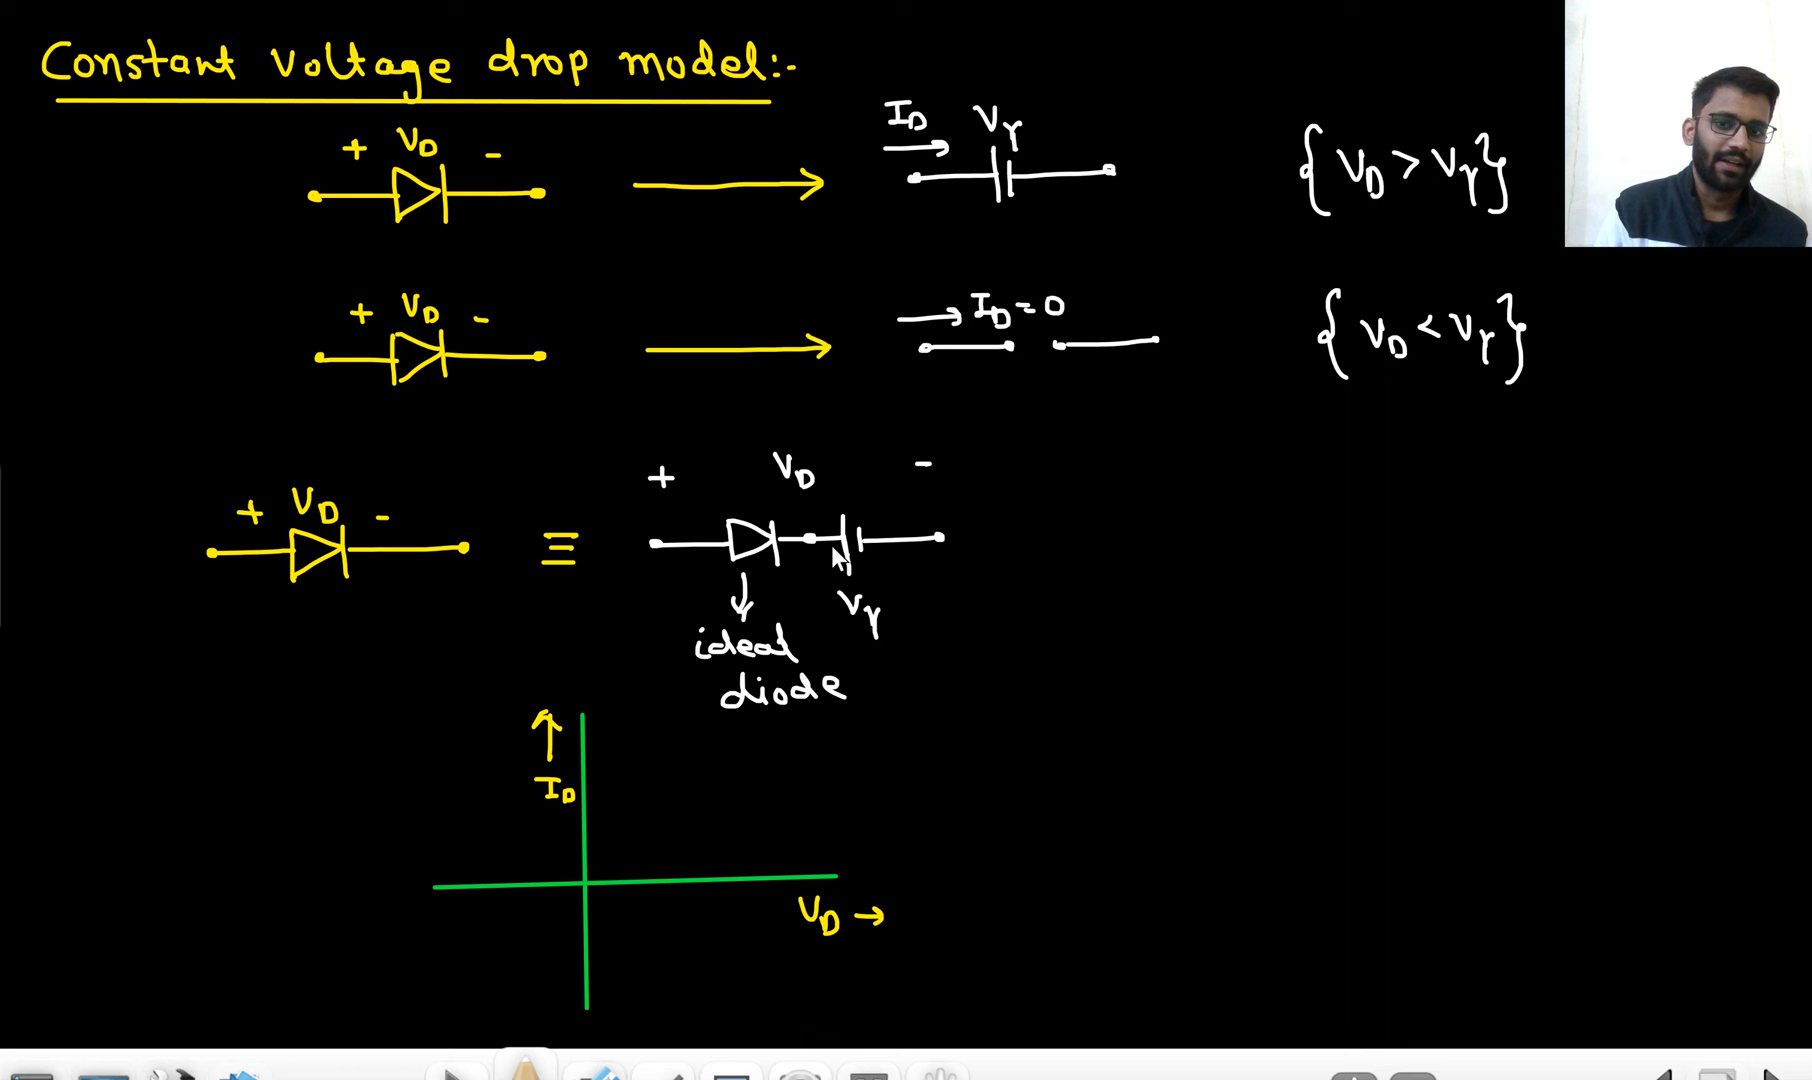 Constant voltage drop model:-
+ VD -
ID Vγ
{VD > Vγ}
+ VD -
ID = 0
{VD < Vγ}
+ VD -
≡
+ VD -
Vγ
ideal
diode
ID
VD →